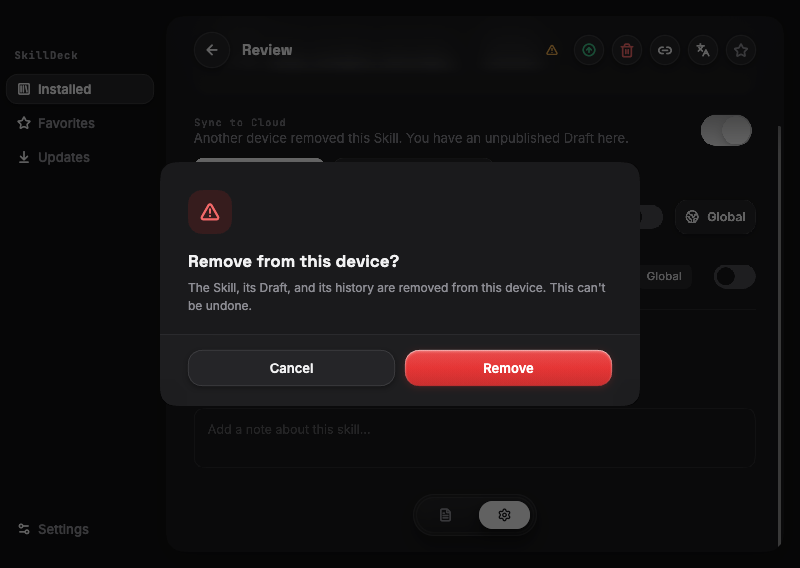 SkillDeck
Installed
Favorites
Updates
Settings
Review
Sync to Cloud
Another device removed this Skill. You have an unpublished Draft here.
Global
Global
Remove from this device?
The Skill, its Draft, and its history are removed from this device. This can't
be undone.
Cancel
Remove
Add a note about this skill...